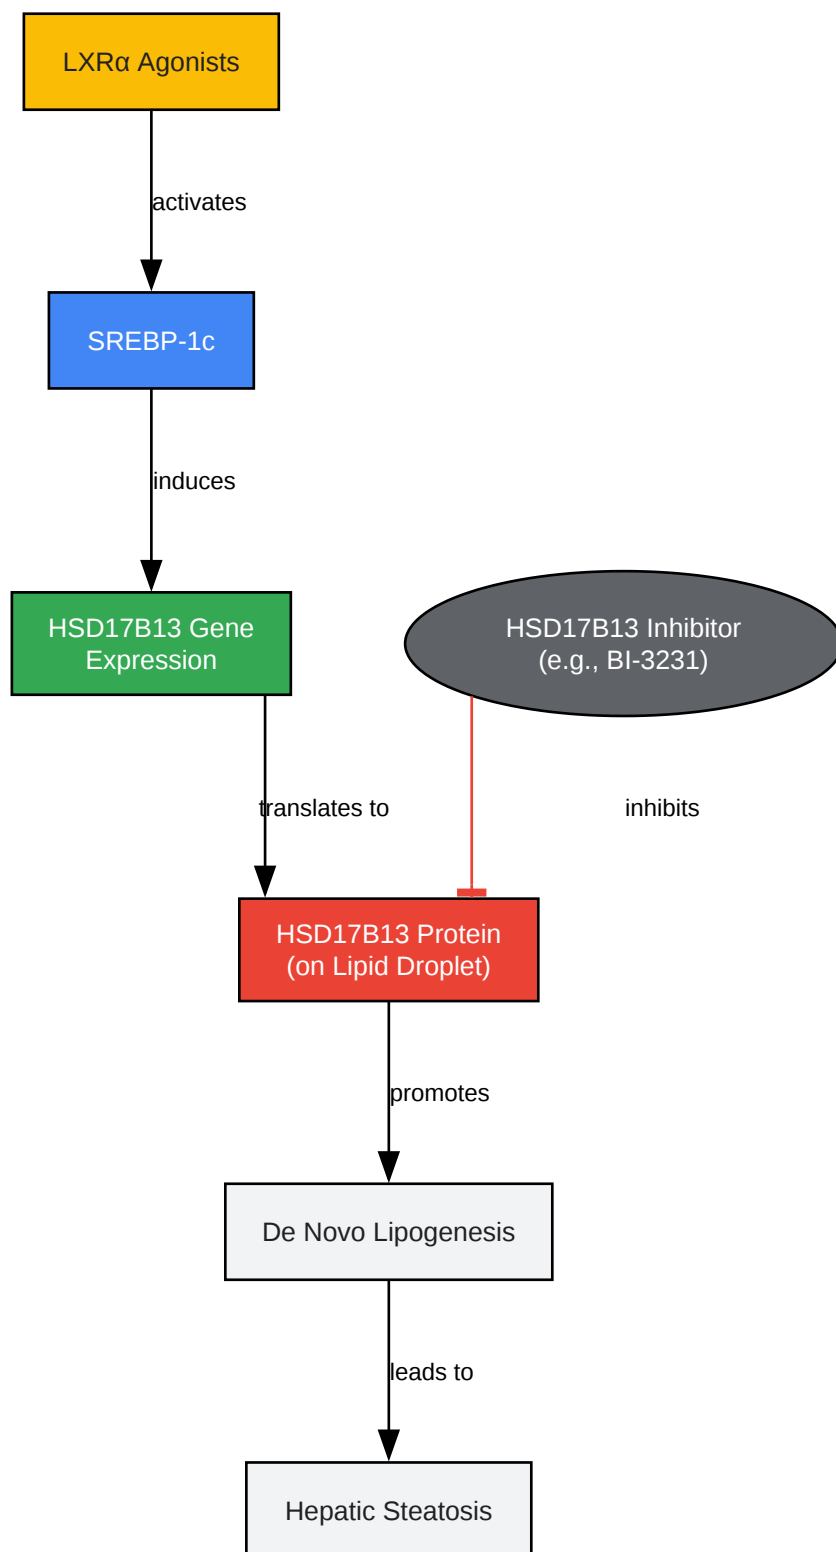 LXRα Agonists
activates
SREBP-1c
induces
HSD17B13 Gene
Expression
HSD17B13 Inhibitor
(e.g., BI-3231)
translates to
inhibits
HSD17B13 Protein
(on Lipid Droplet)
promotes
De Novo Lipogenesis
leads to
Hepatic Steatosis